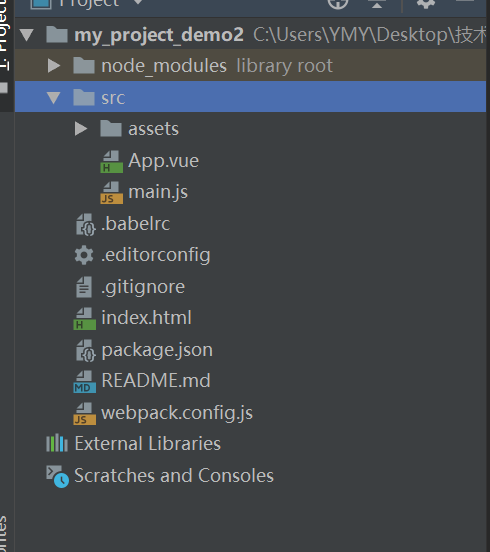 Project
my_project_demo2 C:\Users\YMY\Desktop\技术
1: Project
node_modules library root
src
assets
App.vue
main.js
.babelrc
.editorconfig
.gitignore
index.html
package.json
README.md
webpack.config.js
External Libraries
Scratches and Consoles